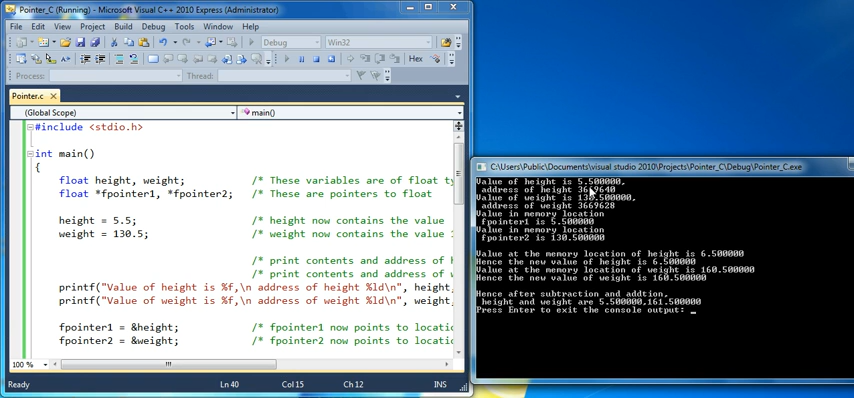 Pointer_C (Running) - Microsoft Visual C++ 2010 Express (Administrator)
File Edit View Project Build Debug Tools Window Help
Debug Win32
Hex
Process: Thread:
Pointer.c
(Global Scope) main()
#include <stdio.h>
int main()
{
float height, weight; /* These variables are of float ty
float *fpointer1, *fpointer2; /* These are pointers to float
height = 5.5; /* height now contains the value
weight = 130.5; /* weight now contains the value 1
/* print contents and address of h
/* print contents and address of w
printf("Value of height is %f,\n address of height %ld\n", height,
printf("Value of weight is %f,\n address of weight %ld\n", weight,
fpointer1 = &height; /* fpointer1 now points to locatio
fpointer2 = &weight; /* fpointer2 now points to locatio
100 %
Ready Ln 40 Col 15 Ch 12 INS
C:\Users\Public\Documents\visual studio 2010\Projects\Pointer_C\Debug\Pointer_C.exe
Value of height is 5.500000,
address of height 3669640
Value of weight is 130.500000,
address of weight 3669628
Value in memory location
fpointer1 is 5.500000
Value in memory location
fpointer2 is 130.500000
Value at the memory location of height is 6.500000
Hence the new value of height is 6.500000
Value at the memory location of weight is 160.500000
Hence the new value of weight is 160.500000
Hence after subtraction and addtion,
height and weight are 5.500000,161.500000
Press Enter to exit the console output: _